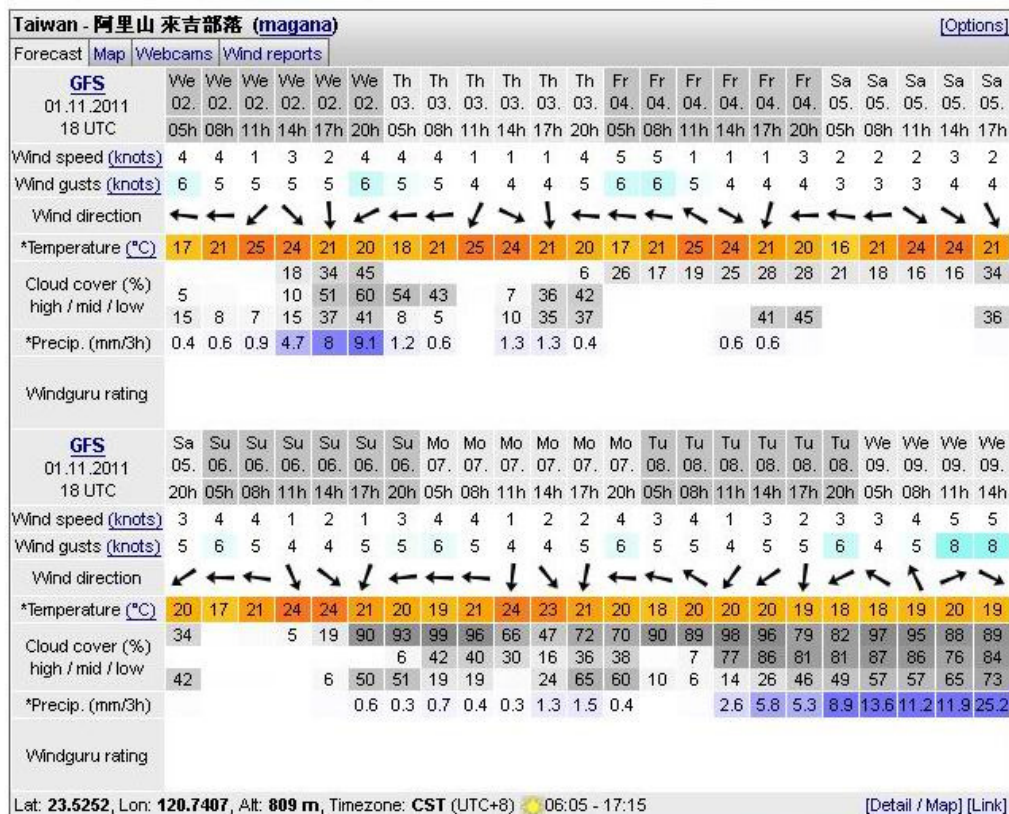 Taiwan - 阿里山 來吉部落 (magana) [Options]
Forecast Map Webcams Wind reports
GFS We We We We We We Th Th Th Th Th Th Fr Fr Fr Fr Fr Fr Sa Sa Sa Sa Sa
01.11.2011 02. 02. 02. 02. 02. 02. 03. 03. 03. 03. 03. 03. 04. 04. 04. 04. 04. 04. 05. 05. 05. 05. 05.
18 UTC 05h 08h 11h 14h 17h 20h 05h 08h 11h 14h 17h 20h 05h 08h 11h 14h 17h 20h 05h 08h 11h 14h 17h
Wind speed (knots) 4 4 1 3 2 4 4 4 1 1 1 4 5 5 1 1 1 3 2 2 2 3 2
Wind gusts (knots) 6 5 5 5 5 6 5 5 4 4 4 5 6 6 5 4 4 4 3 3 3 4 4
Wind direction
*Temperature (°C) 17 21 25 24 21 20 18 21 25 24 21 20 17 21 25 24 21 20 16 21 24 24 21
Cloud cover (%) 18 34 45 6 26 17 19 25 28 28 21 18 16 16 34
high / mid / low 5 10 51 60 54 43 7 36 42
15 8 7 15 37 41 8 5 10 35 37 41 45 36
*Precip. (mm/3h) 0.4 0.6 0.9 4.7 8 9.1 1.2 0.6 1.3 1.3 0.4 0.6 0.6
Windguru rating
GFS Sa Su Su Su Su Su Su Mo Mo Mo Mo Mo Mo Tu Tu Tu Tu Tu Tu We We We We
01.11.2011 05. 06. 06. 06. 06. 06. 06. 07. 07. 07. 07. 07. 07. 08. 08. 08. 08. 08. 08. 09. 09. 09. 09.
18 UTC 20h 05h 08h 11h 14h 17h 20h 05h 08h 11h 14h 17h 20h 05h 08h 11h 14h 17h 20h 05h 08h 11h 14h
Wind speed (knots) 3 4 4 1 2 1 3 4 4 1 2 2 4 3 4 1 3 2 3 3 4 5 5
Wind gusts (knots) 5 6 5 4 4 5 5 6 5 4 4 5 6 5 5 4 5 5 6 4 5 8 8
Wind direction
*Temperature (°C) 20 17 21 24 24 21 20 19 21 24 23 21 20 18 20 20 20 19 18 18 19 20 19
Cloud cover (%) 34 5 19 90 93 99 96 66 47 72 70 90 89 98 96 79 82 97 95 88 89
high / mid / low 6 42 40 30 16 36 38 7 77 86 81 81 87 86 76 84
42 6 50 51 19 19 24 65 60 10 6 14 26 46 49 57 57 65 73
*Precip. (mm/3h) 0.6 0.3 0.7 0.4 0.3 1.3 1.5 0.4 2.6 5.8 5.3 8.9 13.6 11.2 11.9 25.2
Windguru rating
Lat: 23.5252, Lon: 120.7407, Alt: 809 m, Timezone: CST (UTC+8) 06:05 - 17:15 [Detail / Map] [Link]